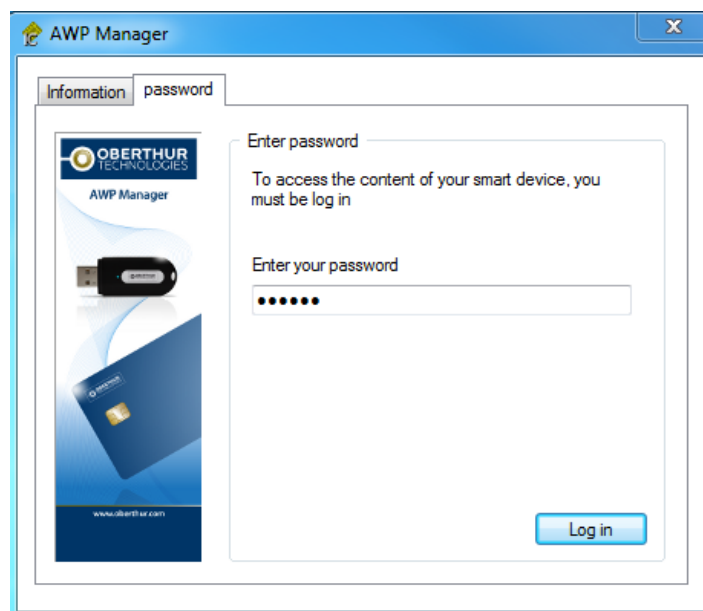 AWP Manager
Information
password
OBERTHUR
TECHNOLOGIES
AWP Manager
www.oberthur.com
Enter password
To access the content of your smart device, you
must be log in
Enter your password
••••••
Log in